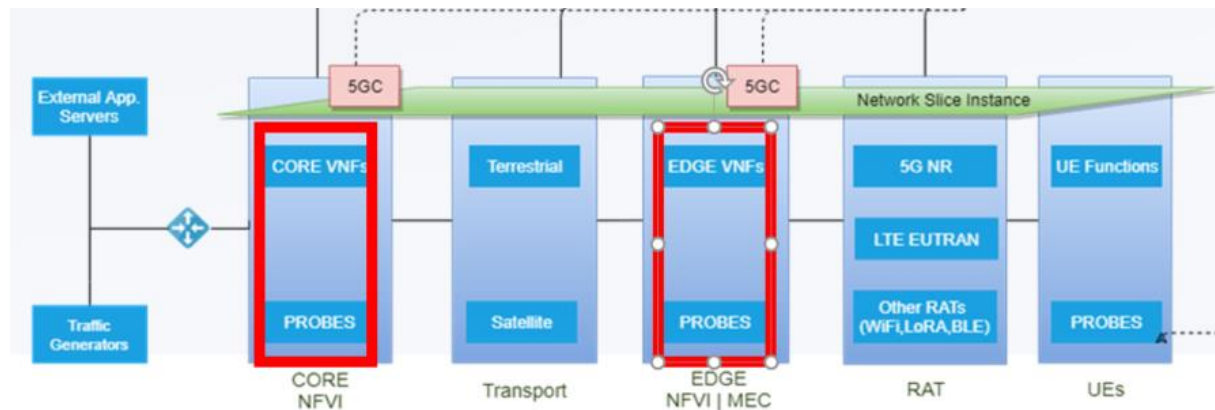 5GC
5GC
Network Slice Instance
External App.
Servers
CORE VNFs
Terrestrial
EDGE VNFs
5G NR
UE Functions
LTE EUTRAN
Traffic
Generators
PROBES
Satellite
PROBES
Other RATs
(WiFi,LoRA,BLE)
PROBES
CORE
NFVI
Transport
EDGE
NFVI | MEC
RAT
UEs